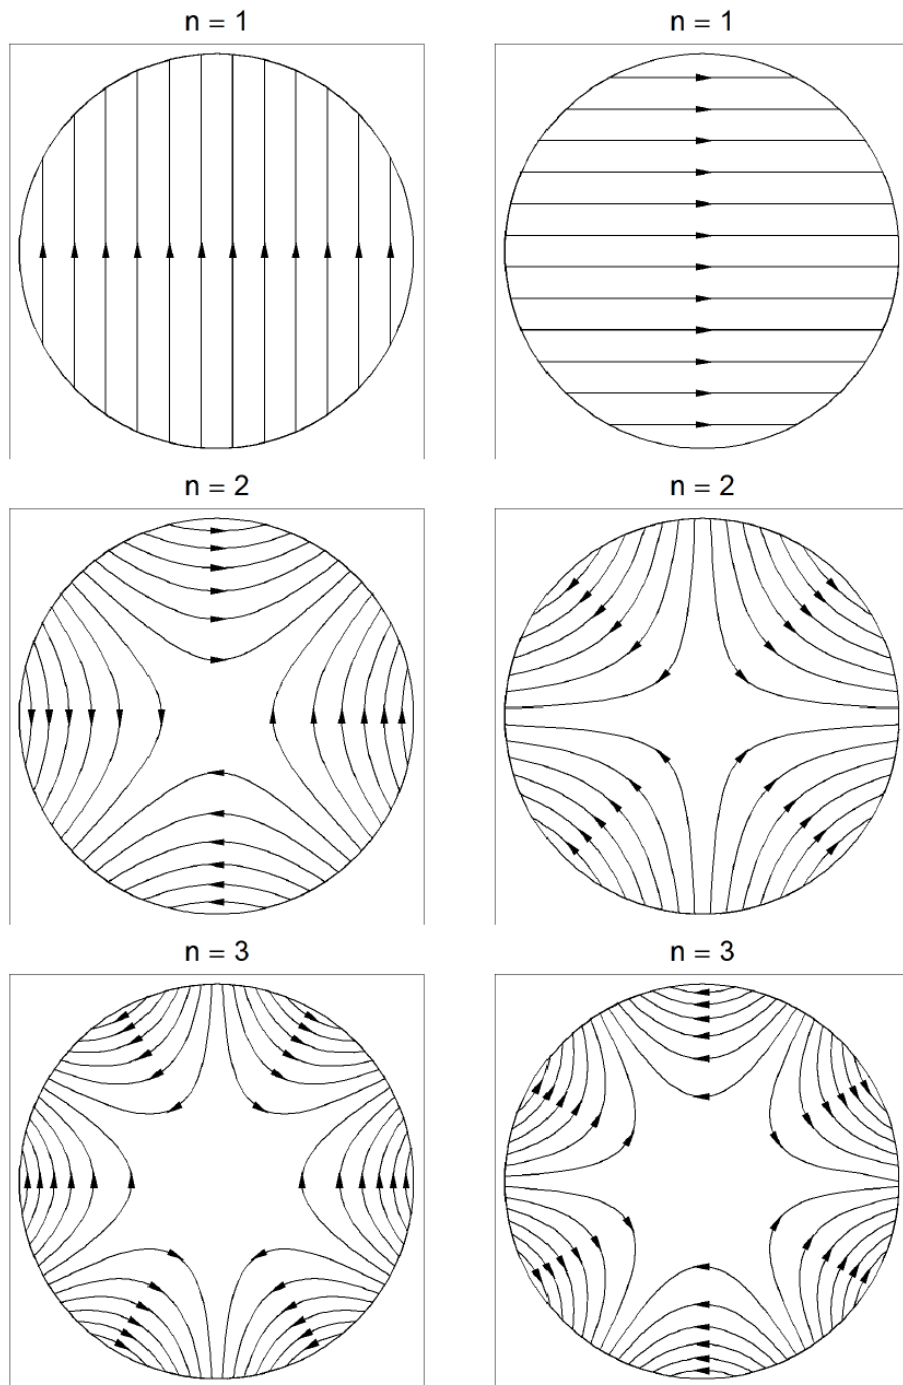 n = 1
n = 1
n = 2
n = 2
n = 3
n = 3